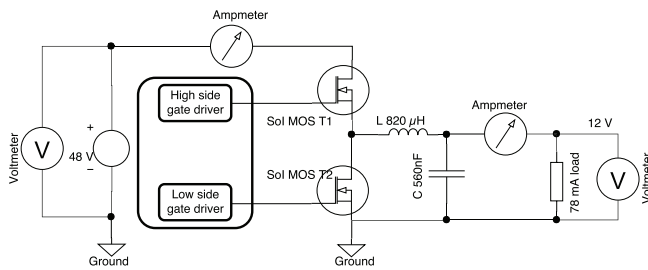 Ampmeter
High side
gate driver
SoI MOS T1
L 820 µH
Ampmeter
12 V
Voltmeter
V
+
48 V
−
SoI MOS T2
C 560nF
78 mA load
V
Voltmeter
Low side
gate driver
Ground
Ground